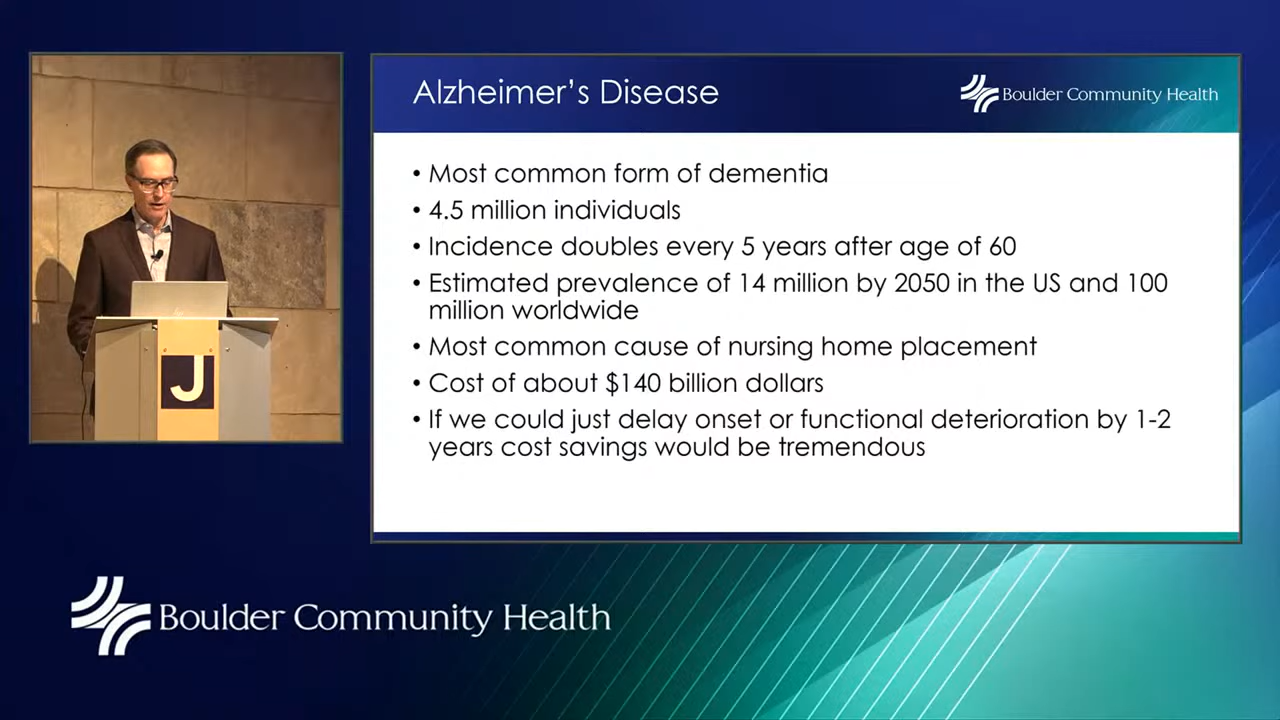 Alzheimer's Disease
Boulder Community Health
• Most common form of dementia
• 4.5 million individuals
• Incidence doubles every 5 years after age of 60
• Estimated prevalence of 14 million by 2050 in the US and 100
million worldwide
• Most common cause of nursing home placement
• Cost of about $140 billion dollars
• If we could just delay onset or functional deterioration by 1-2
years cost savings would be tremendous
J
Boulder Community Health